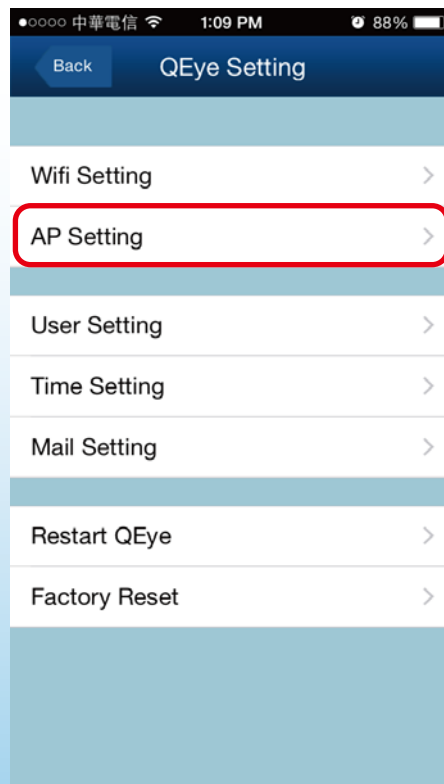 ●○○○○ 中華電信 1:09 PM 88%
Back QEye Setting
Wifi Setting
AP Setting
User Setting
Time Setting
Mail Setting
Restart QEye
Factory Reset